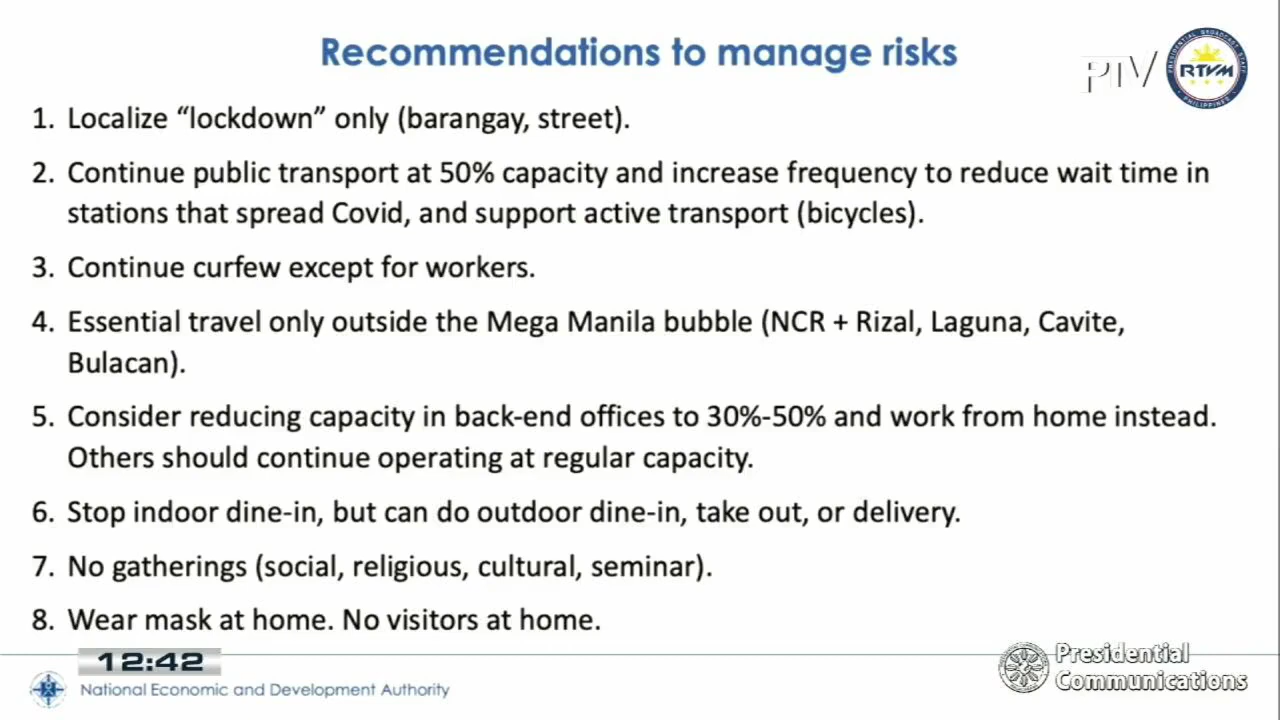 Recommendations to manage risks
PTV
PRESIDENTIAL BROADCAST STAFF
RTVM
PHILIPPINES
1. Localize “lockdown” only (barangay, street).
2. Continue public transport at 50% capacity and increase frequency to reduce wait time in
stations that spread Covid, and support active transport (bicycles).
3. Continue curfew except for workers.
4. Essential travel only outside the Mega Manila bubble (NCR + Rizal, Laguna, Cavite,
Bulacan).
5. Consider reducing capacity in back-end offices to 30%-50% and work from home instead.
Others should continue operating at regular capacity.
6. Stop indoor dine-in, but can do outdoor dine-in, take out, or delivery.
7. No gatherings (social, religious, cultural, seminar).
8. Wear mask at home. No visitors at home.
12:42
National Economic and Development Authority
Presidential
Communications